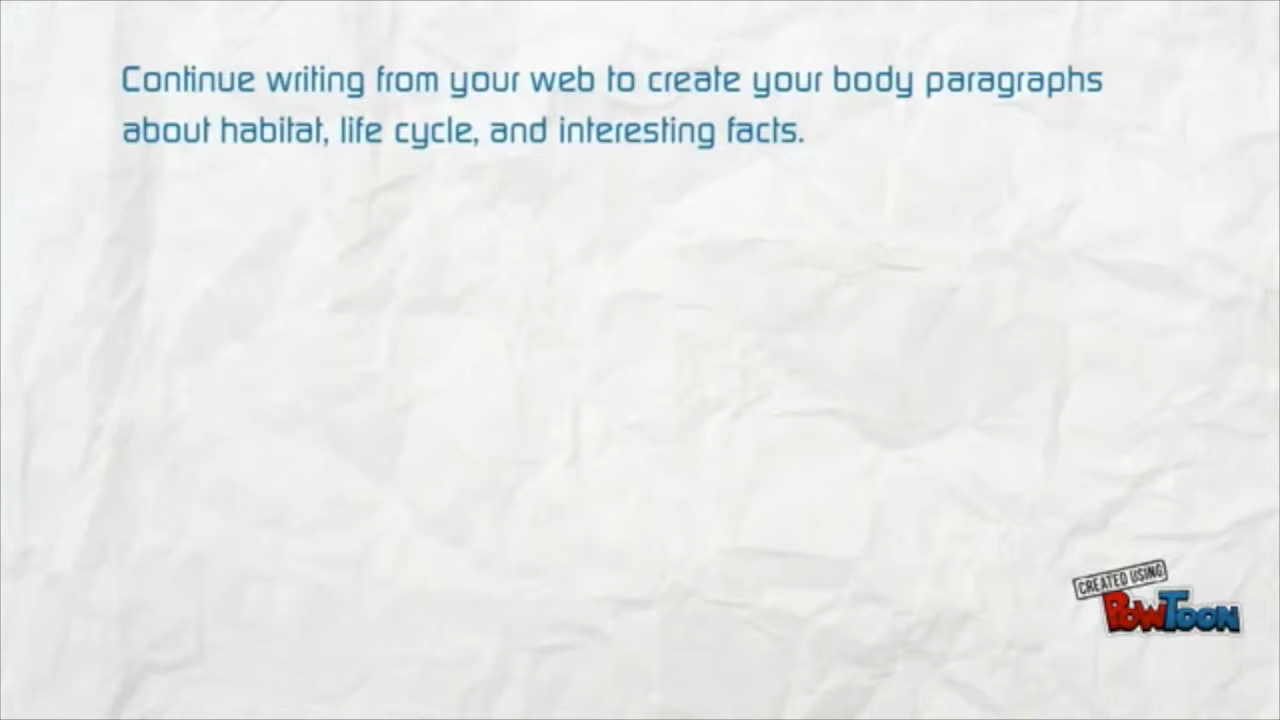 Continue writing from your web to create your body paragraphs
about habitat, life cycle, and interesting facts.
CREATED USING
POWTOON